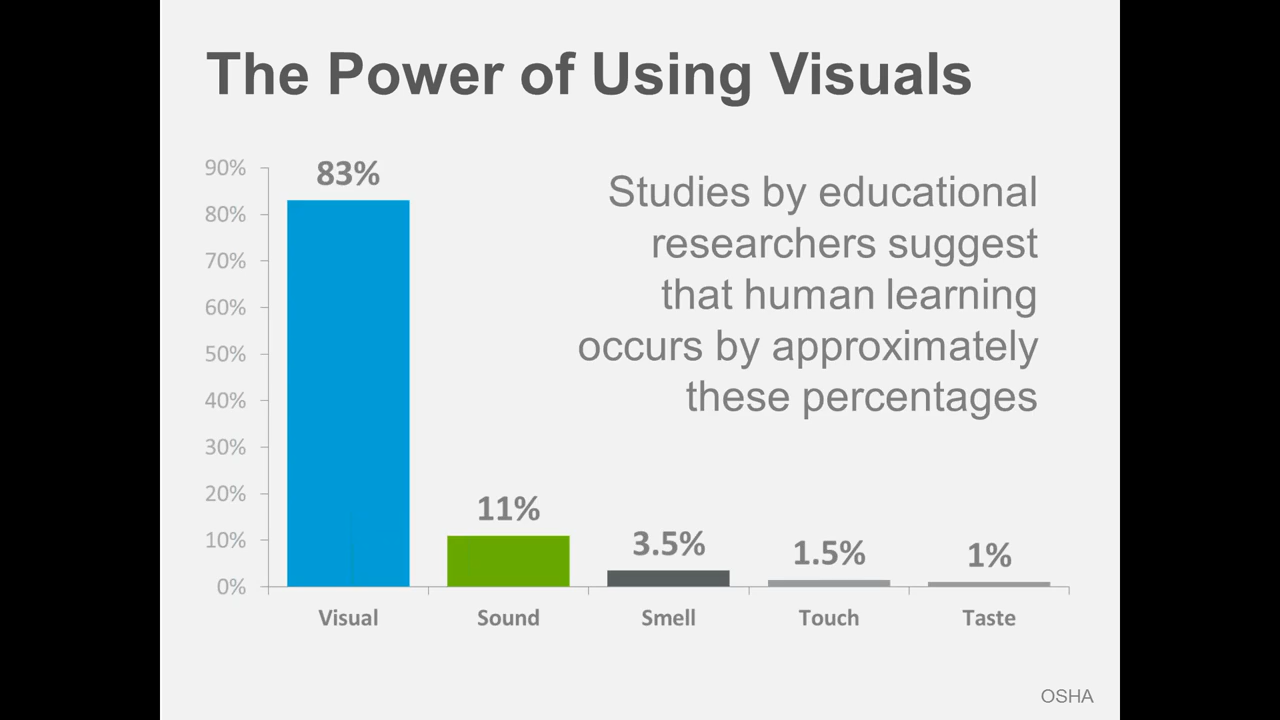 The Power of Using Visuals
90%
80%
70%
60%
50%
40%
30%
20%
10%
0%
83%
11%
3.5%
1.5%
1%
Visual
Sound
Smell
Touch
Taste
Studies by educational
researchers suggest
that human learning
occurs by approximately
these percentages
OSHA